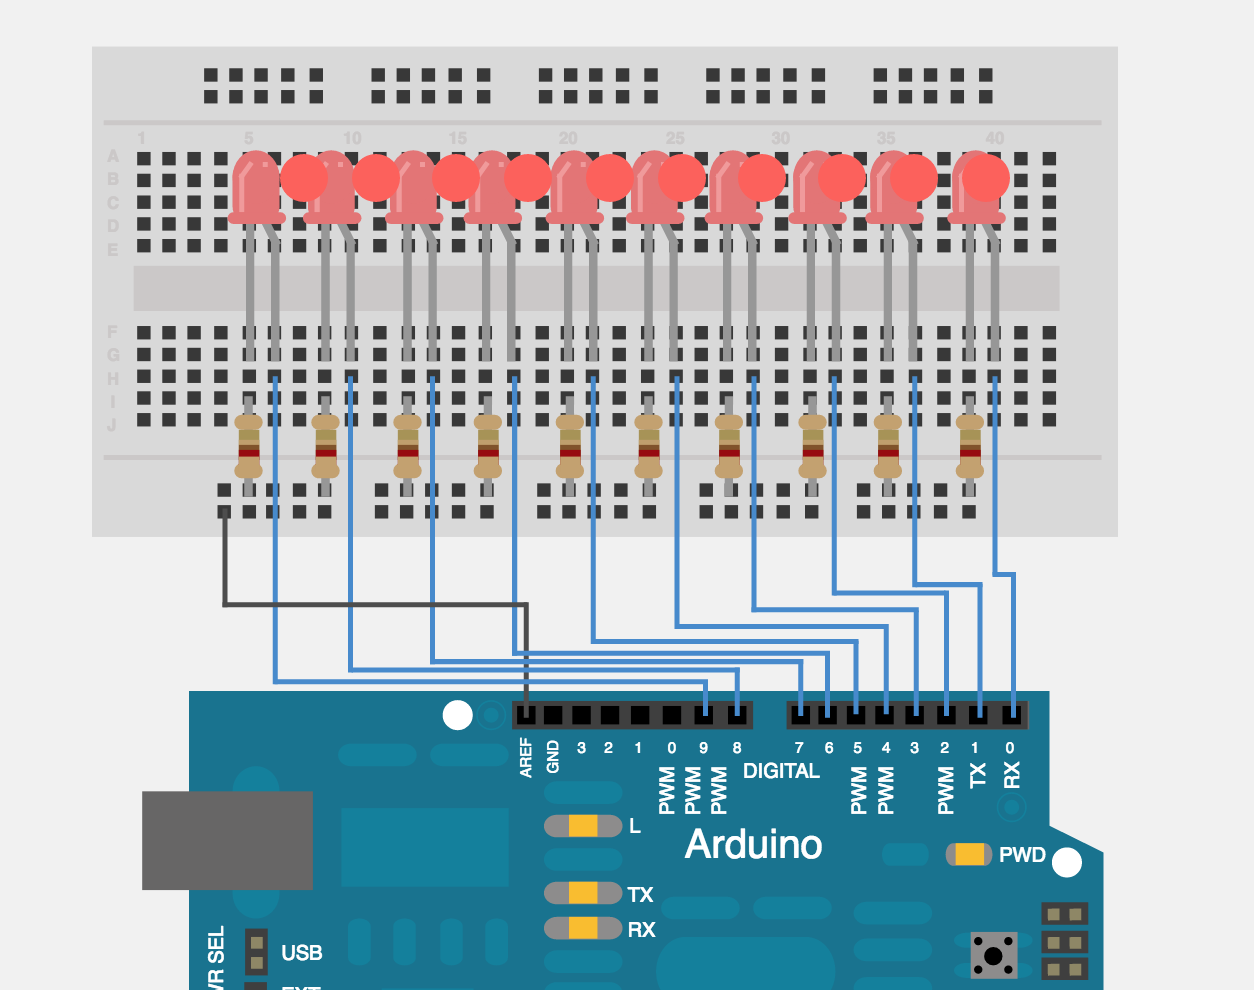 1 5 10 15 20 25 30 35 40
A
B
C
D
E
F
G
H
I
J
AREF GND 3 2 1 0 9 8 7 6 5 4 3 2 1 0
PWM PWM PWM DIGITAL PWM PWM PWM TX RX
L
Arduino
PWD
TX
RX
WR SEL
USB
EXT